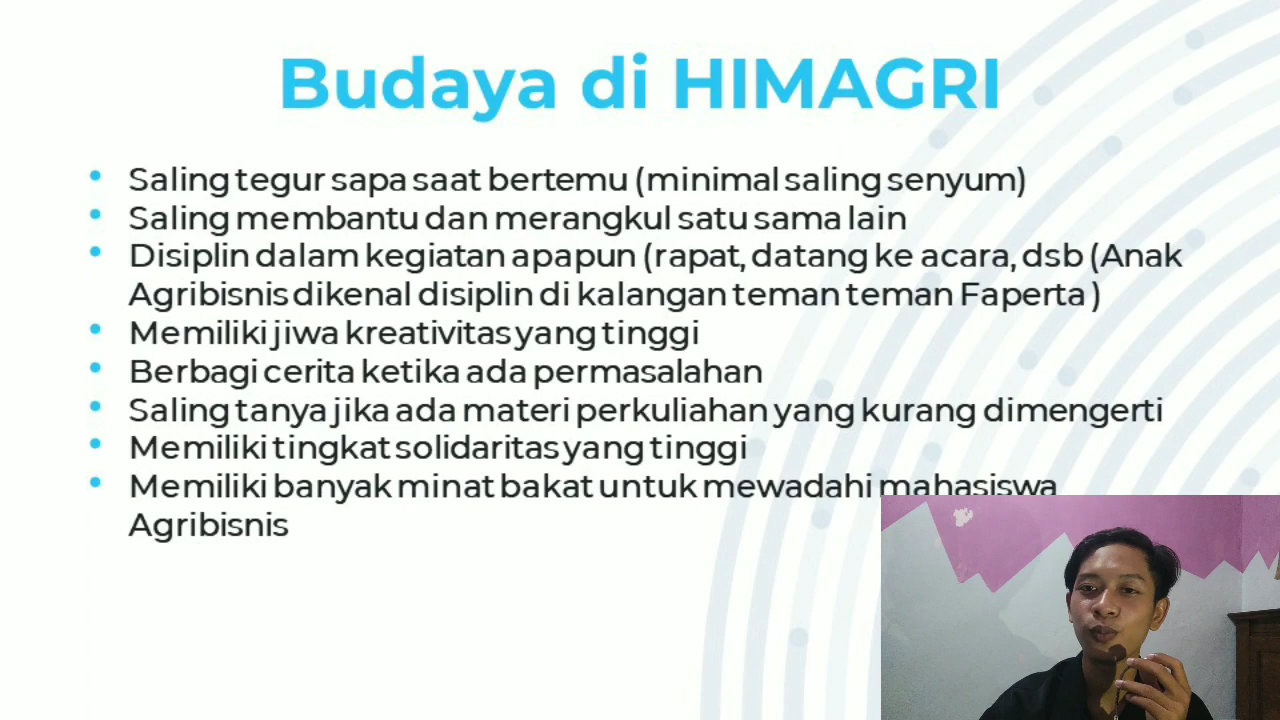 Budaya di HIMAGRI
Saling tegur sapa saat bertemu (minimal saling senyum)
Saling membantu dan merangkul satu sama lain
Disiplin dalam kegiatan apapun (rapat, datang ke acara, dsb (Anak
Agribisnis dikenal disiplin di kalangan teman teman Faperta )
Memiliki jiwa kreativitas yang tinggi
Berbagi cerita ketika ada permasalahan
Saling tanya jika ada materi perkuliahan yang kurang dimengerti
Memiliki tingkat solidaritas yang tinggi
Memiliki banyak minat bakat untuk mewadahi mahasiswa
Agribisnis